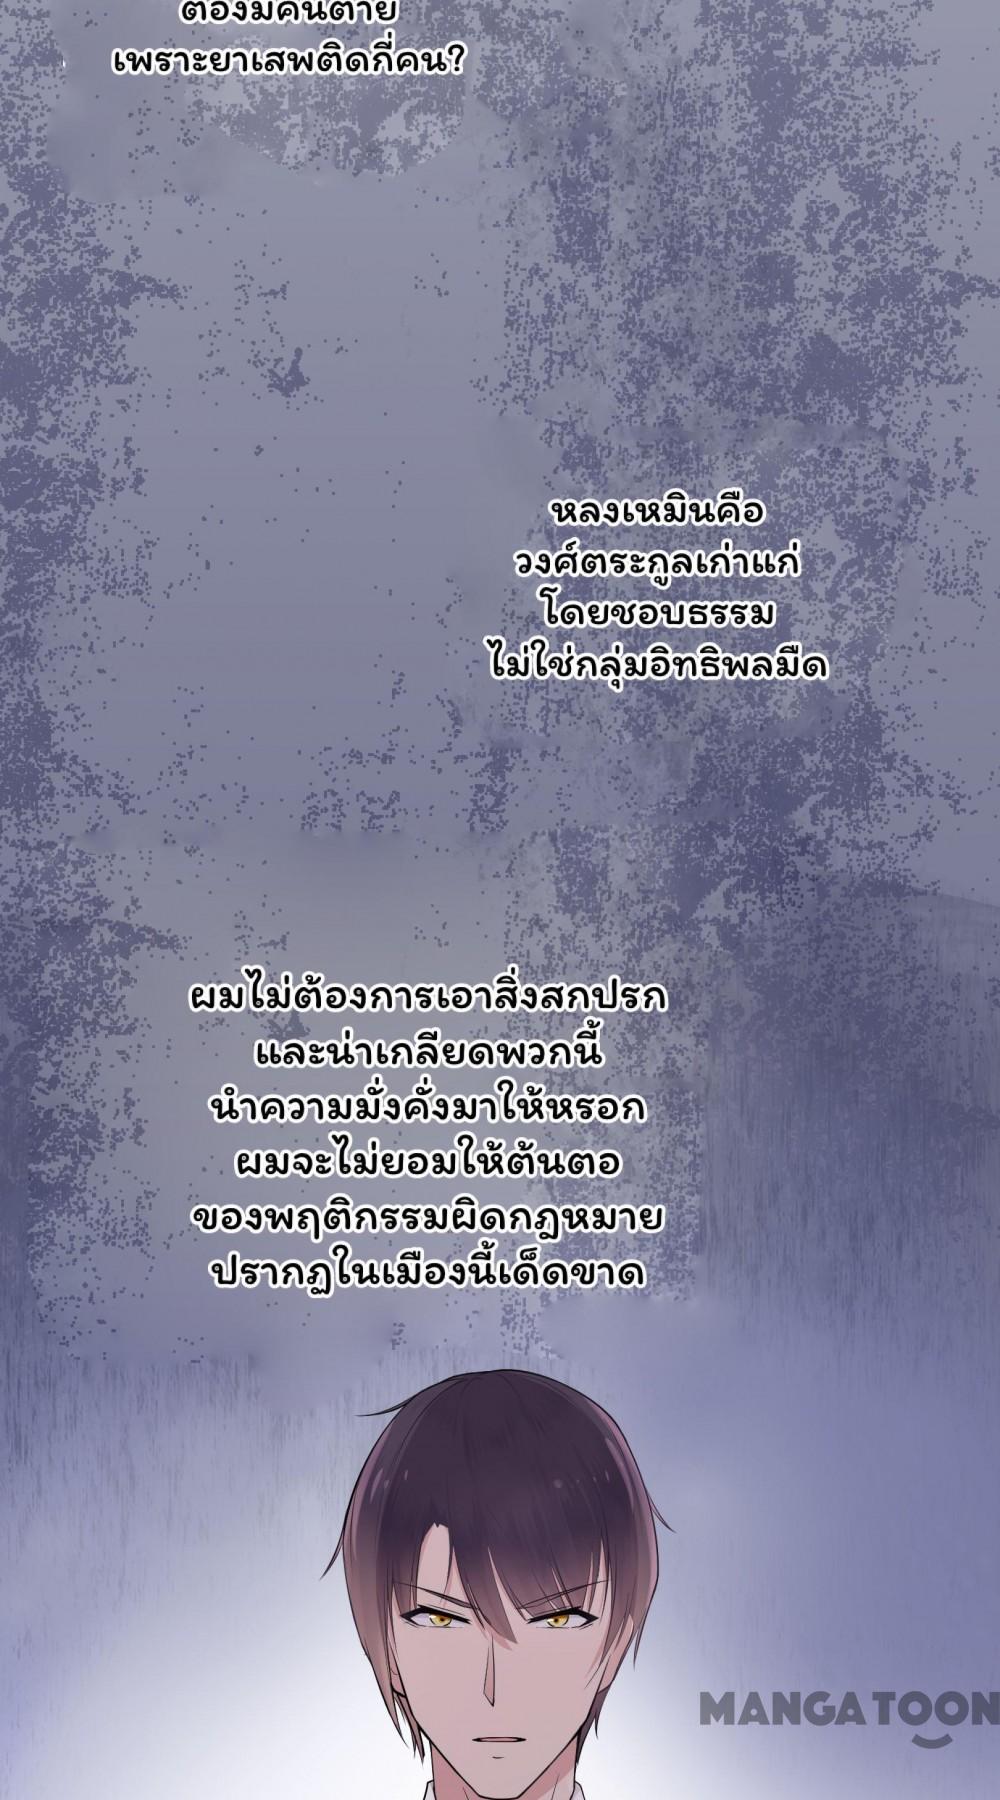 ต้องมีคนตาย
เพราะยาเสพติดกี่คน?
หลงเหมินคือ
วงศ์ตระกูลเก่าแก่
โดยชอบธรรม
ไม่ใช่กลุ่มอิทธิพลมืด
ผมไม่ต้องการเอาสิ่งสกปรก
และน่าเกลียดพวกนี้
นำความมั่งคั่งมาให้หรอก
ผมจะไม่ยอมให้ต้นตอ
ของพฤติกรรมผิดกฎหมาย
ปรากฏในเมืองนี้เด็ดขาด
MANGATOON